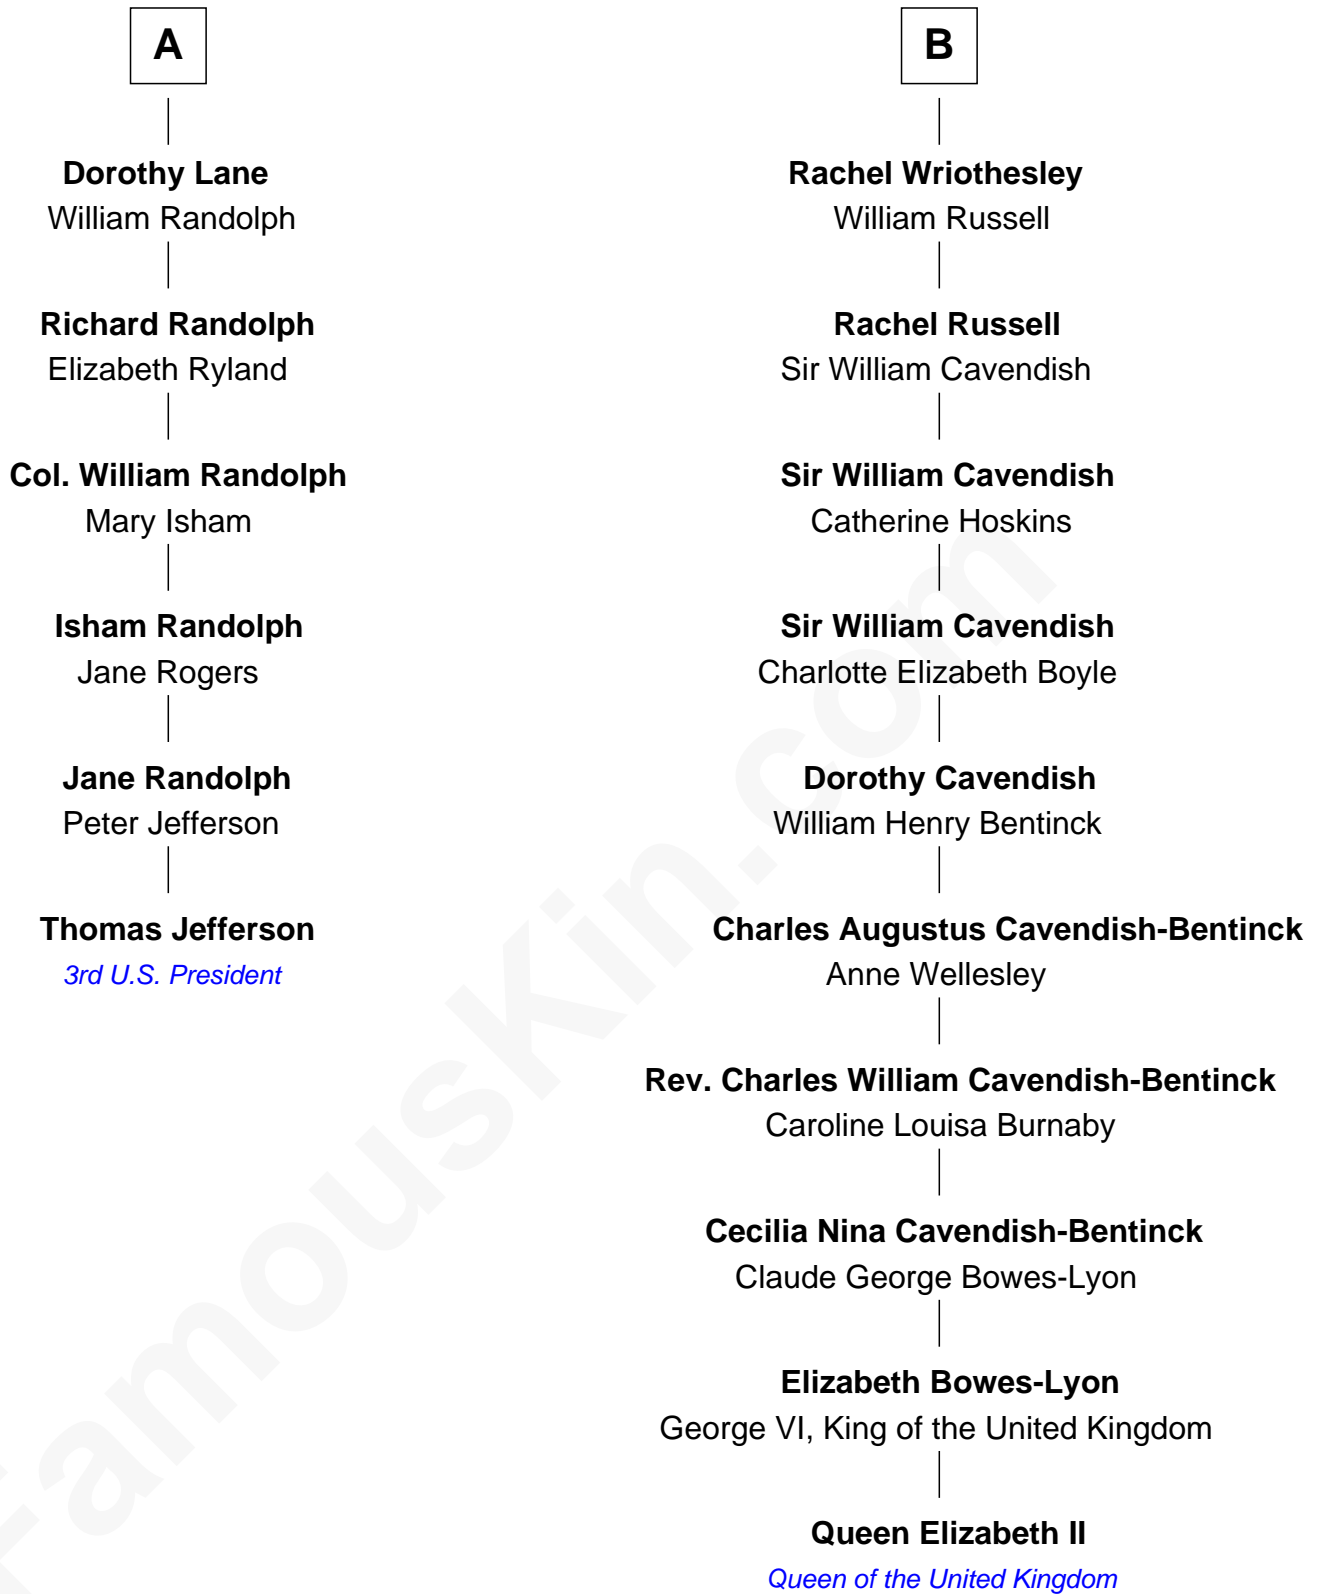 A
Dorothy Lane
William Randolph
Richard Randolph
Elizabeth Ryland
Col. William Randolph
Mary Isham
Isham Randolph
Jane Rogers
Jane Randolph
Peter Jefferson
Thomas Jefferson
3rd U.S. President
B
Rachel Wriothesley
William Russell
Rachel Russell
Sir William Cavendish
Sir William Cavendish
Catherine Hoskins
Sir William Cavendish
Charlotte Elizabeth Boyle
Dorothy Cavendish
William Henry Bentinck
Charles Augustus Cavendish-Bentinck
Anne Wellesley
Rev. Charles William Cavendish-Bentinck
Caroline Louisa Burnaby
Cecilia Nina Cavendish-Bentinck
Claude George Bowes-Lyon
Elizabeth Bowes-Lyon
George VI, King of the United Kingdom
Queen Elizabeth II
Queen of the United Kingdom
FamousKin.com